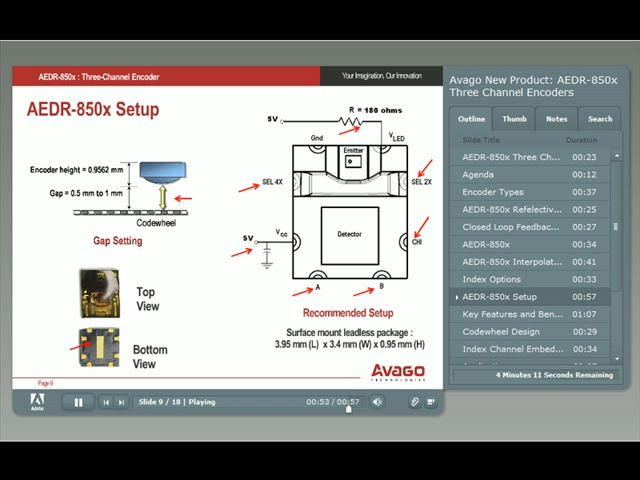 AEDR-850x : Three-Channel Encoder
Your Imagination, Our Innovation
AEDR-850x Setup
R = 180 ohms
5V
Gnd
V LED
Emitter
SEL 4X
SEL 2X
Encoder height = 0.9562 mm
Gap = 0.5 mm to 1 mm
Codewheel
Gap Setting
Vcc
5V
Detector
CHI
A
B
Top
View
Bottom
View
Recommended Setup
Surface mount leadless package :
3.95 mm (L) x 3.4 mm (W) x 0.95 mm (H)
Page 9
AVAGO
TECHNOLOGIES
Adobe
Slide 9 / 18 | Playing
00:53 / 00:57
Avago New Product: AEDR-850x
Three Channel Encoders
Outline
Thumb
Notes
Search
Slide Title
Duration
AEDR-850x Three Ch... 00:23
Agenda 00:12
Encoder Types 00:37
AEDR-850x Refelectiv... 00:25
Closed Loop Feedbac... 00:27
AEDR-850x 00:34
AEDR-850x Interpolat... 00:41
Index Options 00:33
AEDR-850x Setup 00:57
Key Features and Ben... 01:07
Codewheel Design 00:29
Index Channel Embed... 00:34
4 Minutes 11 Seconds Remaining